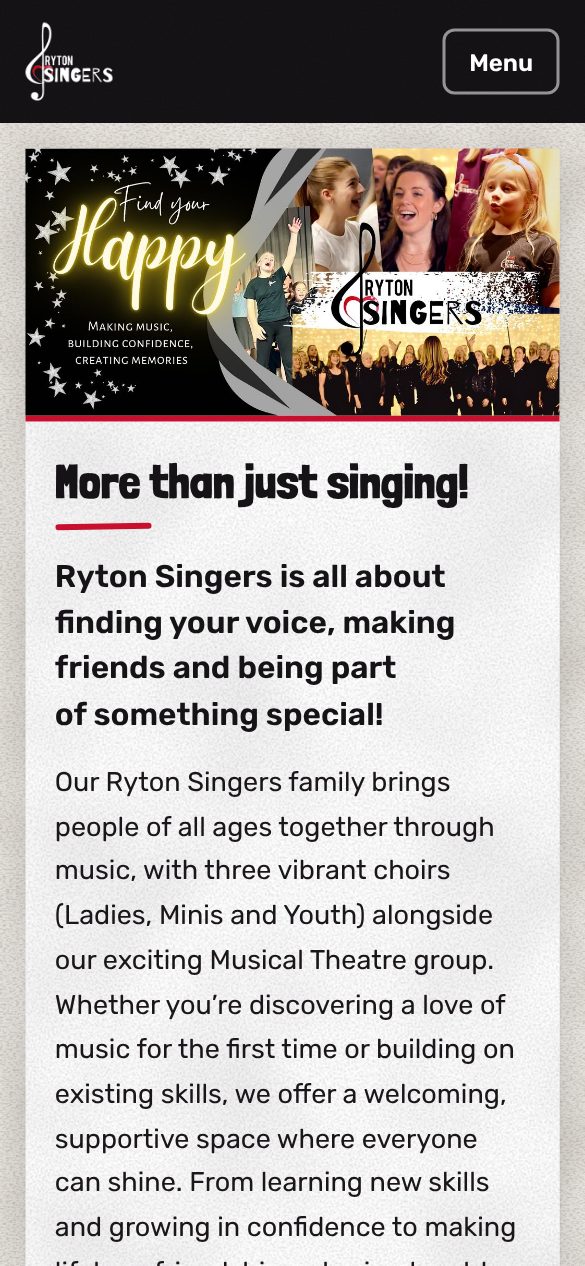 RYTON
SINGERS
Menu
Find your
Happy
Making music,
building confidence,
creating memories
RYTON
SINGERS
More than just singing!
Ryton Singers is all about
finding your voice, making
friends and being part
of something special!
Our Ryton Singers family brings
people of all ages together through
music, with three vibrant choirs
(Ladies, Minis and Youth) alongside
our exciting Musical Theatre group.
Whether you’re discovering a love of
music for the first time or building on
existing skills, we offer a welcoming,
supportive space where everyone
can shine. From learning new skills
and growing in confidence to making